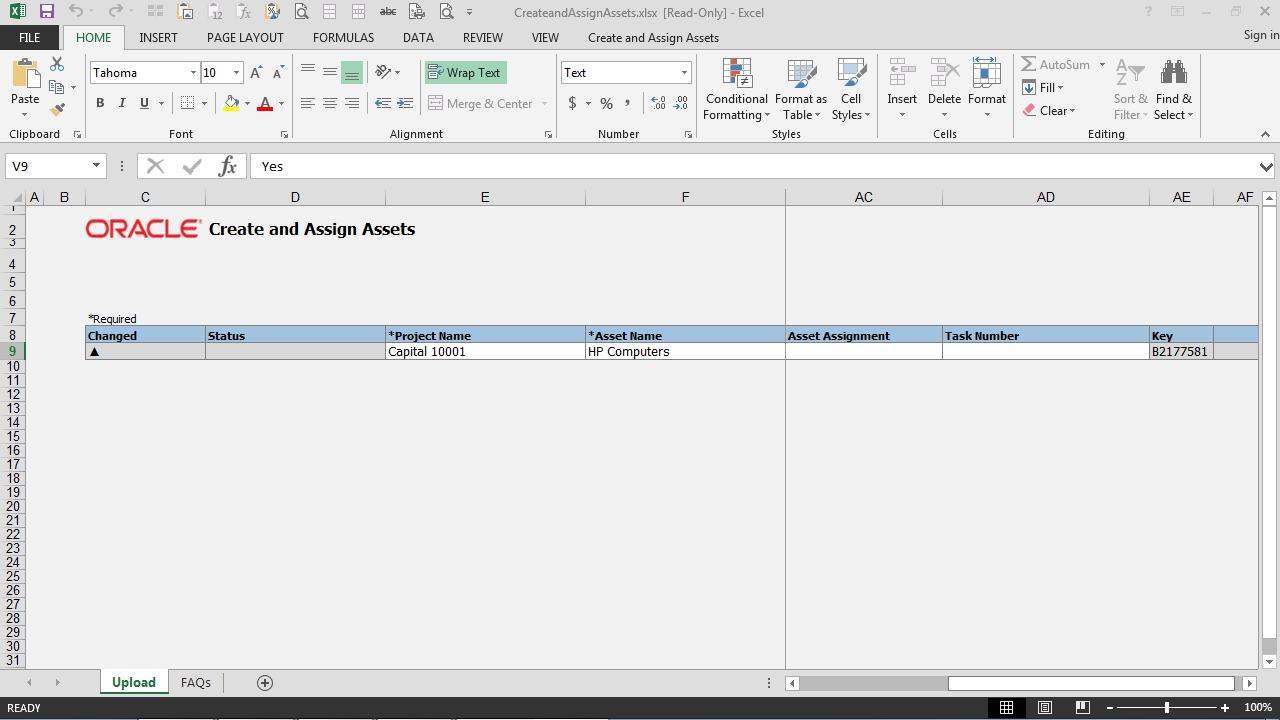 CreateandAssignAssets.xlsx [Read-Only] - Excel
FILE HOME INSERT PAGE LAYOUT FORMULAS DATA REVIEW VIEW Create and Assign Assets Sign in
Tahoma 10 Wrap Text Text AutoSum
Fill
Paste Conditional Format as Cell Insert Delete Format Sort & Find &
B I U Merge & Center $ % , Clear
Formatting Table Styles Filter Select
Clipboard Font Alignment Number Styles Cells Editing
V9 fx Yes
A B C D E F AC AD AE AF
1
2 ORACLE Create and Assign Assets
3
4
5
6
7 *Required
8 Changed Status *Project Name *Asset Name Asset Assignment Task Number Key
9 ▲ Capital 10001 HP Computers B2177581
10
11
12
13
14
15
16
17
18
19
20
21
22
23
24
25
26
27
28
29
30
31
Upload FAQs
READY 100%